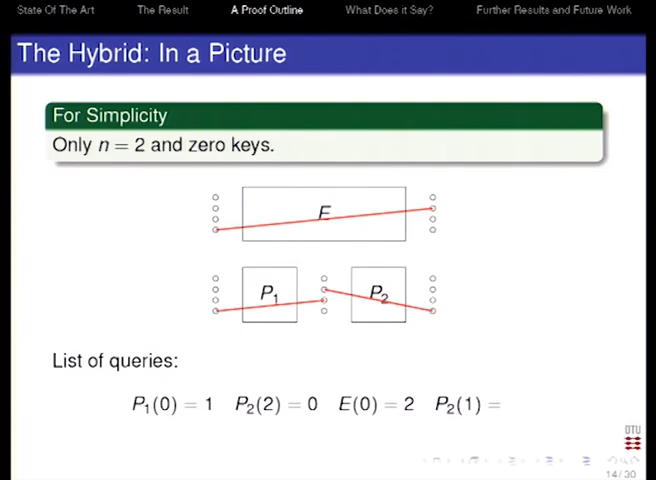 State Of The Art The Result A Proof Outline What Does it Say? Further Results and Future Work
The Hybrid: In a Picture
For Simplicity
Only n = 2 and zero keys.
E
P₁ P₂
List of queries:
P₁(0) = 1 P₂(2) = 0 E(0) = 2 P₂(1) =
DTU
14 / 30